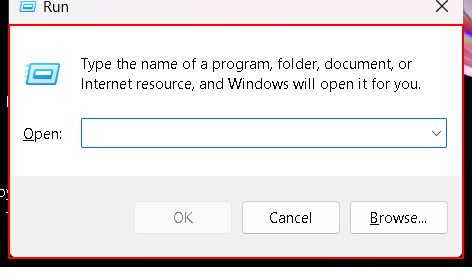 Run
Type the name of a program, folder, document, or
Internet resource, and Windows will open it for you.
Open:
OK
Cancel
Browse...